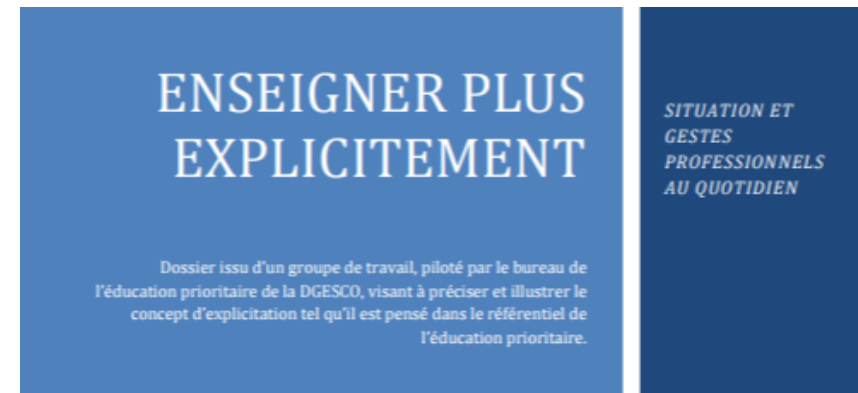 ENSEIGNER PLUS
EXPLICITEMENT
Dossier issu d'un groupe de travail, piloté par le bureau de
l'éducation prioritaire de la DGESCO, visant à préciser et illustrer le
concept d'explicitation tel qu'il est pensé dans le référentiel de
l'éducation prioritaire.
SITUATION ET
GESTES
PROFESSIONNELS
AU QUOTIDIEN